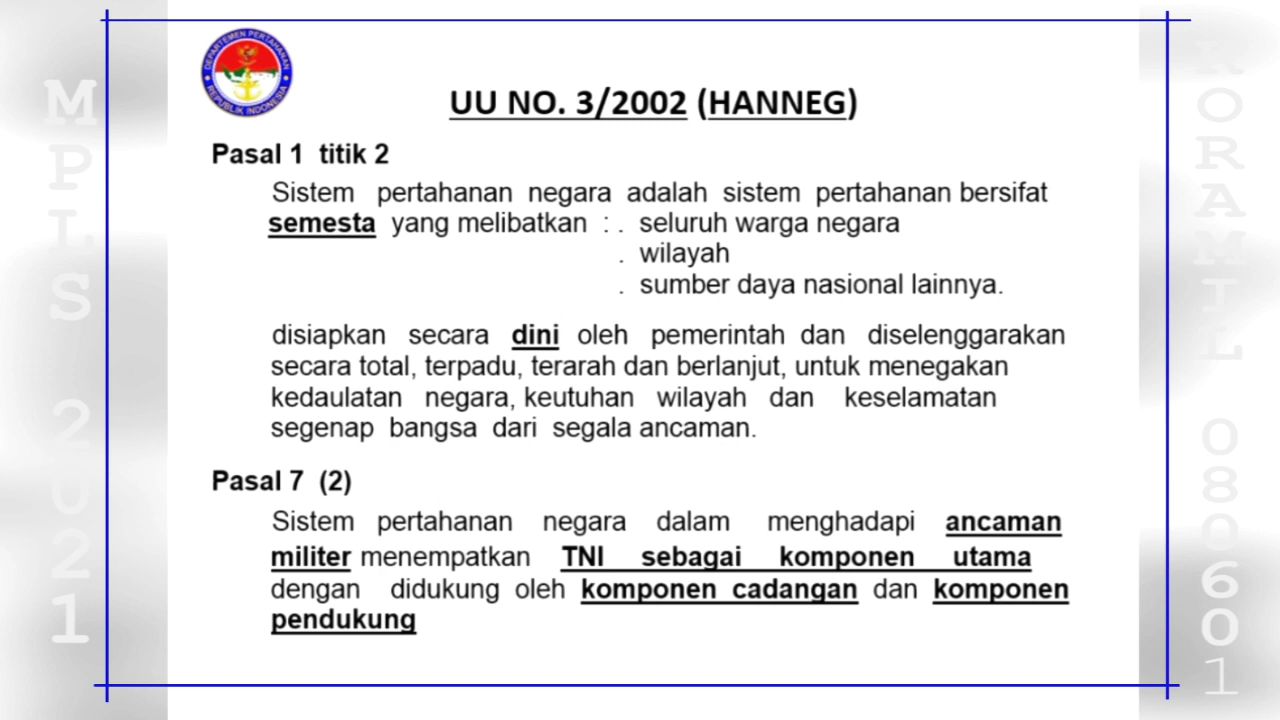 DEPARTEMEN PERTAHANAN
REPUBLIK INDONESIA
UU NO. 3/2002 (HANNEG)
Pasal 1 titik 2
Sistem pertahanan negara adalah sistem pertahanan bersifat
semesta yang melibatkan : . seluruh warga negara
. wilayah
. sumber daya nasional lainnya.
disiapkan secara dini oleh pemerintah dan diselenggarakan
secara total, terpadu, terarah dan berlanjut, untuk menegakan
kedaulatan negara, keutuhan wilayah dan keselamatan
segenap bangsa dari segala ancaman.
Pasal 7 (2)
Sistem pertahanan negara dalam menghadapi ancaman
militer menempatkan TNI sebagai komponen utama
dengan didukung oleh komponen cadangan dan komponen
pendukung
MPLS 2021
KORAMIL 080601